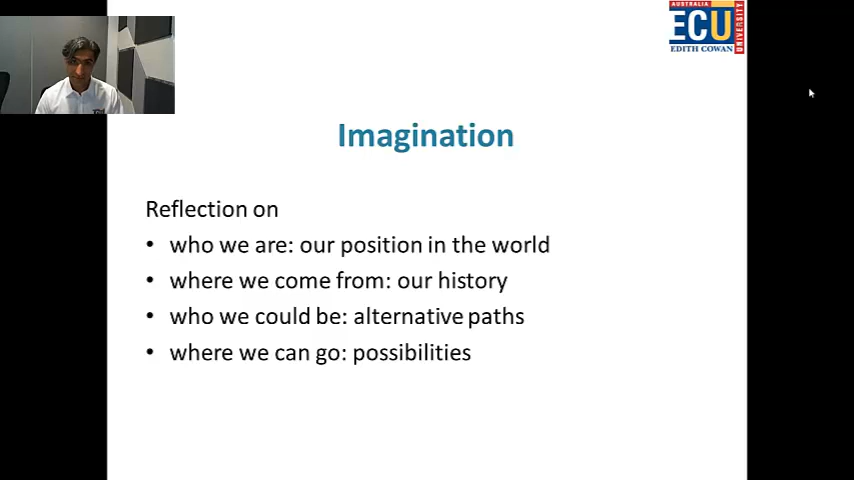 AUSTRALIA
ECU
EDITH COWAN
UNIVERSITY
Imagination
Reflection on
• who we are: our position in the world
• where we come from: our history
• who we could be: alternative paths
• where we can go: possibilities